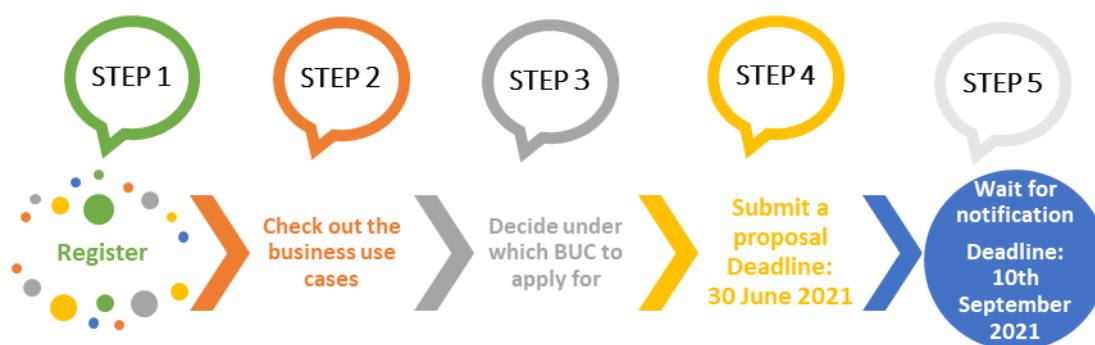 STEP 1
STEP 2
STEP 3
STEP 4
STEP 5
Register
Check out the
business use
cases
Decide under
which BUC to
apply for
Submit a
proposal
Deadline:
30 June 2021
Wait for
notification
Deadline:
10th
September
2021